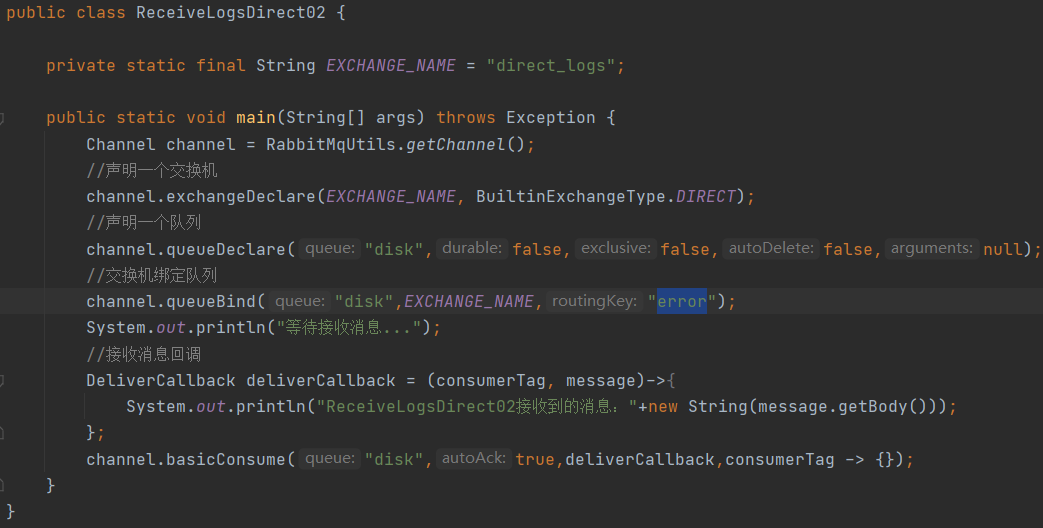 public class ReceiveLogsDirect02 {
private static final String EXCHANGE_NAME = "direct_logs";
public static void main(String[] args) throws Exception {
Channel channel = RabbitMqUtils.getChannel();
//声明一个交换机
channel.exchangeDeclare(EXCHANGE_NAME, BuiltinExchangeType.DIRECT);
//声明一个队列
channel.queueDeclare( queue: "disk", durable: false, exclusive: false, autoDelete: false, arguments: null);
//交换机绑定队列
channel.queueBind( queue: "disk",EXCHANGE_NAME, routingKey: "error");
System.out.println("等待接收消息...");
//接收消息回调
DeliverCallback deliverCallback = (consumerTag, message)->{
System.out.println("ReceiveLogsDirect02接收到的消息："+new String(message.getBody()));
};
channel.basicConsume( queue: "disk", autoAck: true,deliverCallback,consumerTag -> {});
}
}